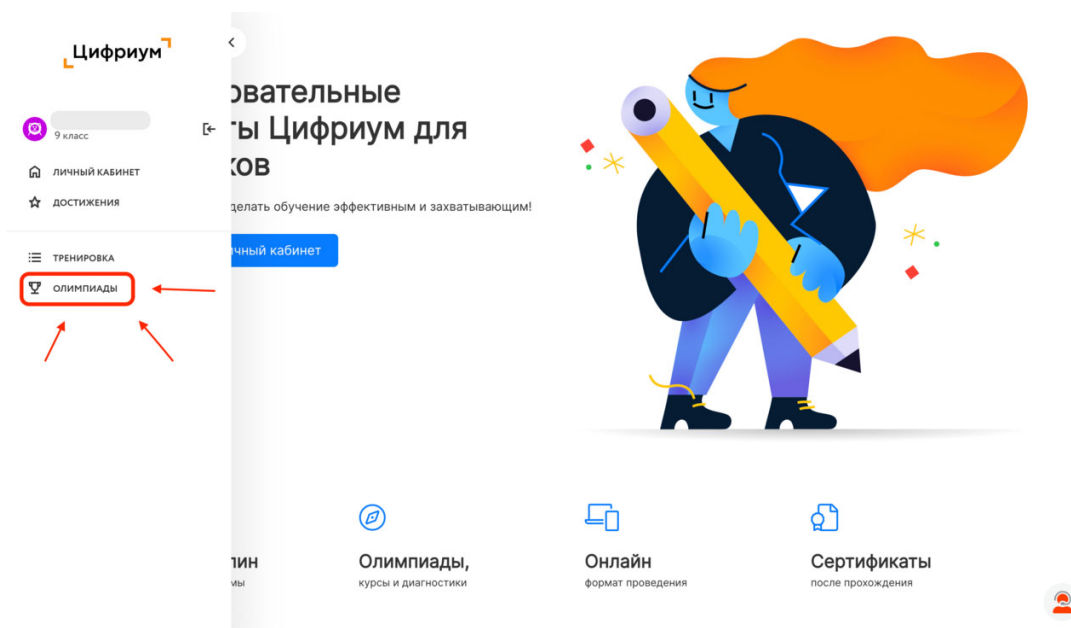 Цифриум
9 класс
ЛИЧНЫЙ КАБИНЕТ
ДОСТИЖЕНИЯ
ТРЕНИРОВКА
ОЛИМПИАДЫ
овательные
ты Цифриум для
ков
делать обучение эффективным и захватывающим!
ичный кабинет
лин
мы
Олимпиады,
курсы и диагностики
Онлайн
формат проведения
Сертификаты
после прохождения